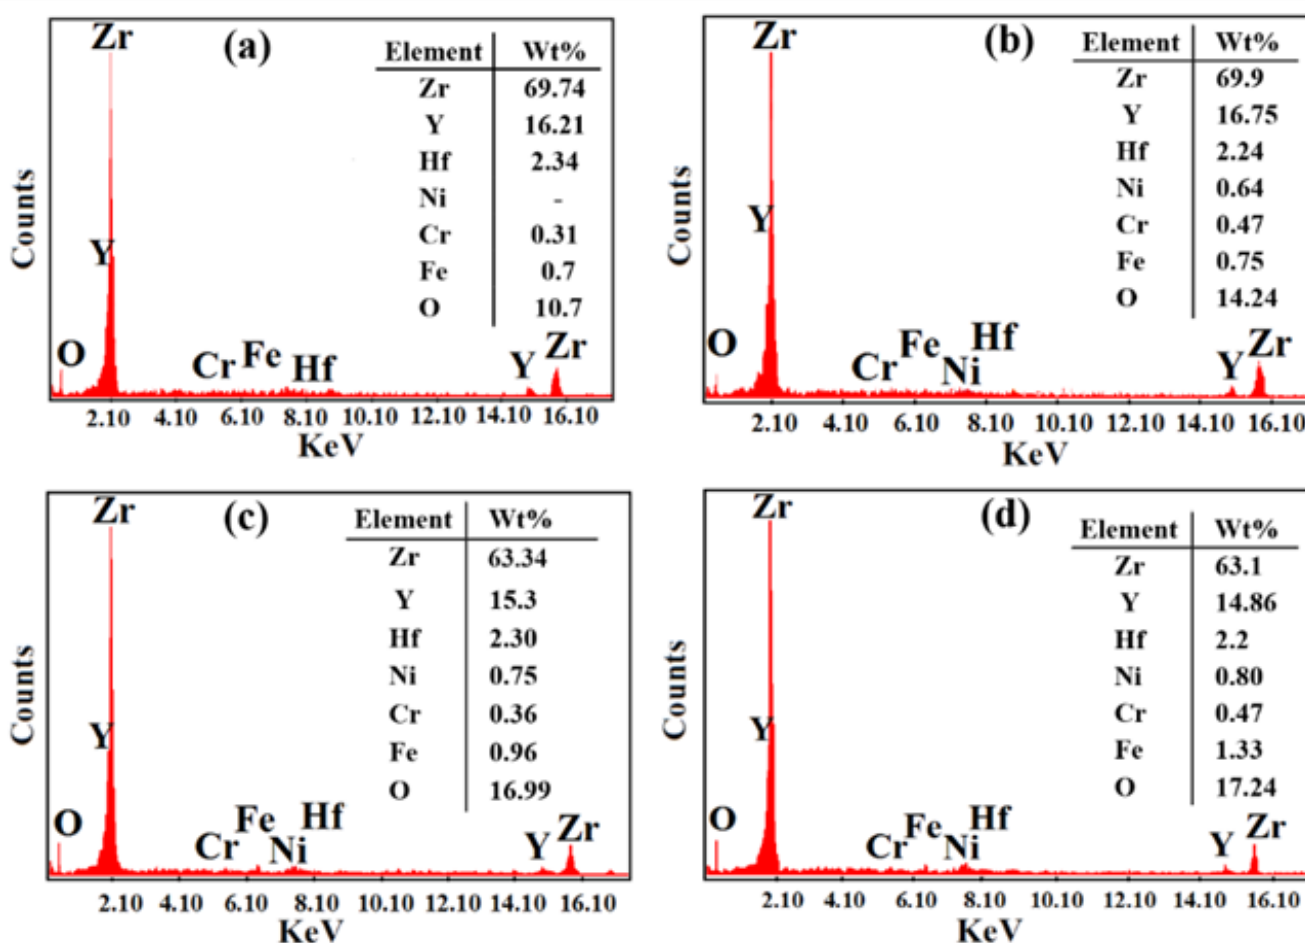 Zr
(a)
Element Wt%
Zr 69.74
Y 16.21
Hf 2.34
Ni -
Cr 0.31
Fe 0.7
O 10.7
Counts
Y
O
Cr Fe Hf
Y Zr
2.10 4.10 6.10 8.10 10.10 12.10 14.10 16.10
KeV
Zr
(b)
Element Wt%
Zr 69.9
Y 16.75
Hf 2.24
Ni 0.64
Cr 0.47
Fe 0.75
O 14.24
Counts
Y
O
Cr Fe Ni Hf
Y Zr
2.10 4.10 6.10 8.10 10.10 12.10 14.10 16.10
KeV
Zr
(c)
Element Wt%
Zr 63.34
Y 15.3
Hf 2.30
Ni 0.75
Cr 0.36
Fe 0.96
O 16.99
Counts
Y
O
Cr Fe Ni Hf
Y Zr
2.10 4.10 6.10 8.10 10.10 12.10 14.10 16.10
KeV
Zr
(d)
Element Wt%
Zr 63.1
Y 14.86
Hf 2.2
Ni 0.80
Cr 0.47
Fe 1.33
O 17.24
Counts
Y
O
Cr Fe Ni Hf
Y Zr
2.10 4.10 6.10 8.10 10.10 12.10 14.10 16.10
KeV